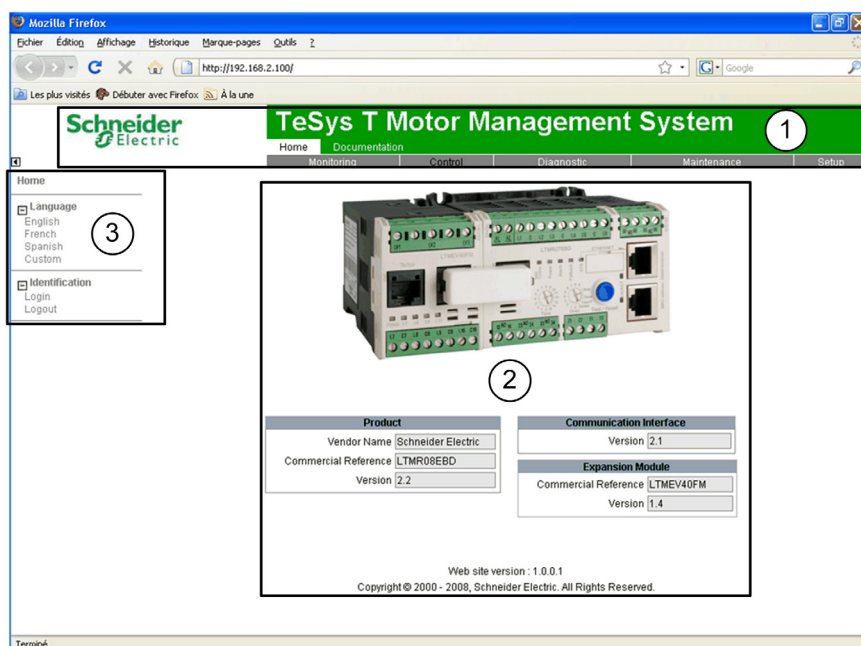 Mozilla Firefox
Fichier Édition Affichage Historique Marque-pages Outils ?
http://192.168.2.100/
Google
Les plus visités Débuter avec Firefox À la une
Schneider
Electric
TeSys T Motor Management System
1
Home Documentation
Monitoring Control Diagnostic Maintenance Setup
Home
Language
English
French
Spanish
Custom
3
Identification
Login
Logout
LTMEV40FM
LTMR08EBD
2
Product
Vendor Name Schneider Electric
Commercial Reference LTMR08EBD
Version 2.2
Communication Interface
Version 2.1
Expansion Module
Commercial Reference LTMEV40FM
Version 1.4
Web site version : 1.0.0.1
Copyright © 2000 - 2008, Schneider Electric. All Rights Reserved.
Terminé